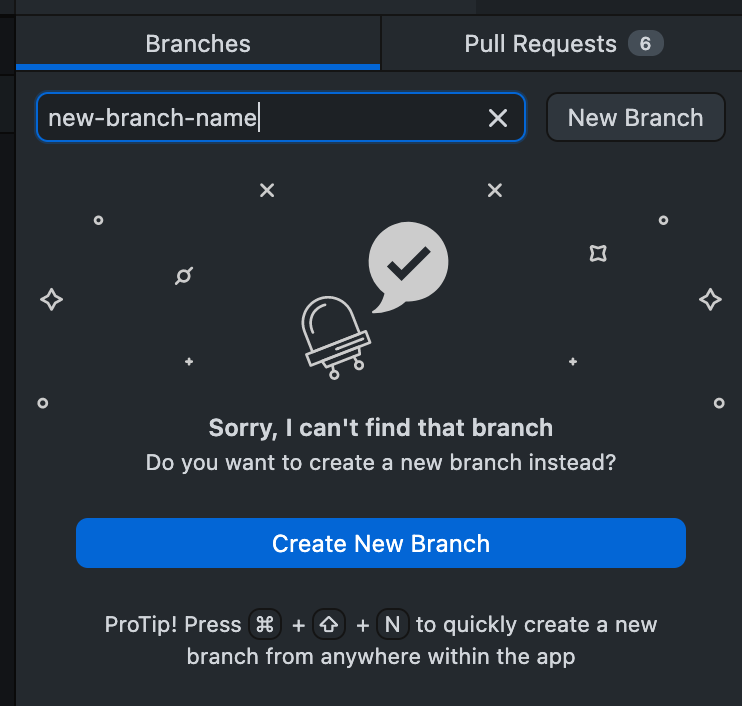 Branches
Pull Requests 6
new-branch-name
New Branch
Sorry, I can't find that branch
Do you want to create a new branch instead?
Create New Branch
ProTip! Press ⌘ + ⇧ + N to quickly create a new
branch from anywhere within the app